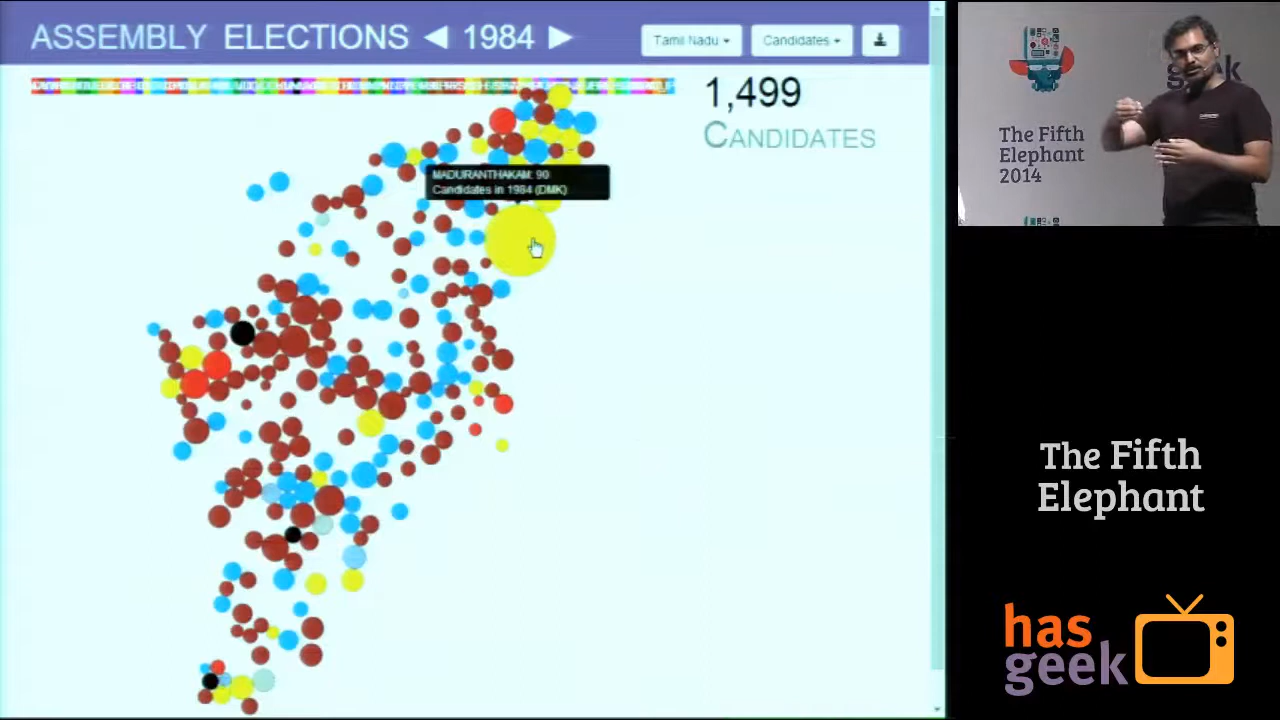 ASSEMBLY ELECTIONS ◀ 1984 ▶
Tamil Nadu
Candidates
1,499
CANDIDATES
MADURANTHAKAM: 90
Candidates in 1984 (DMK)
geek
The Fifth
Elephant
2014
The Fifth
Elephant
has
geek